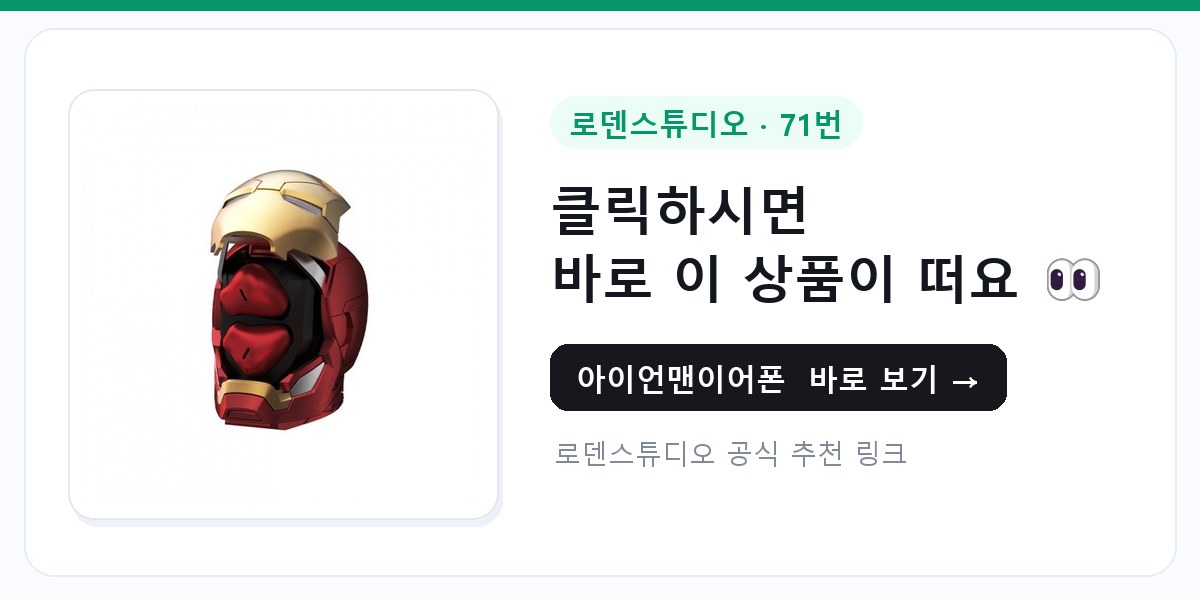 로덴스튜디오 · 71번
클릭하시면
바로 이 상품이 떠요 👀
아이언맨이어폰 바로 보기 →
로덴스튜디오 공식 추천 링크